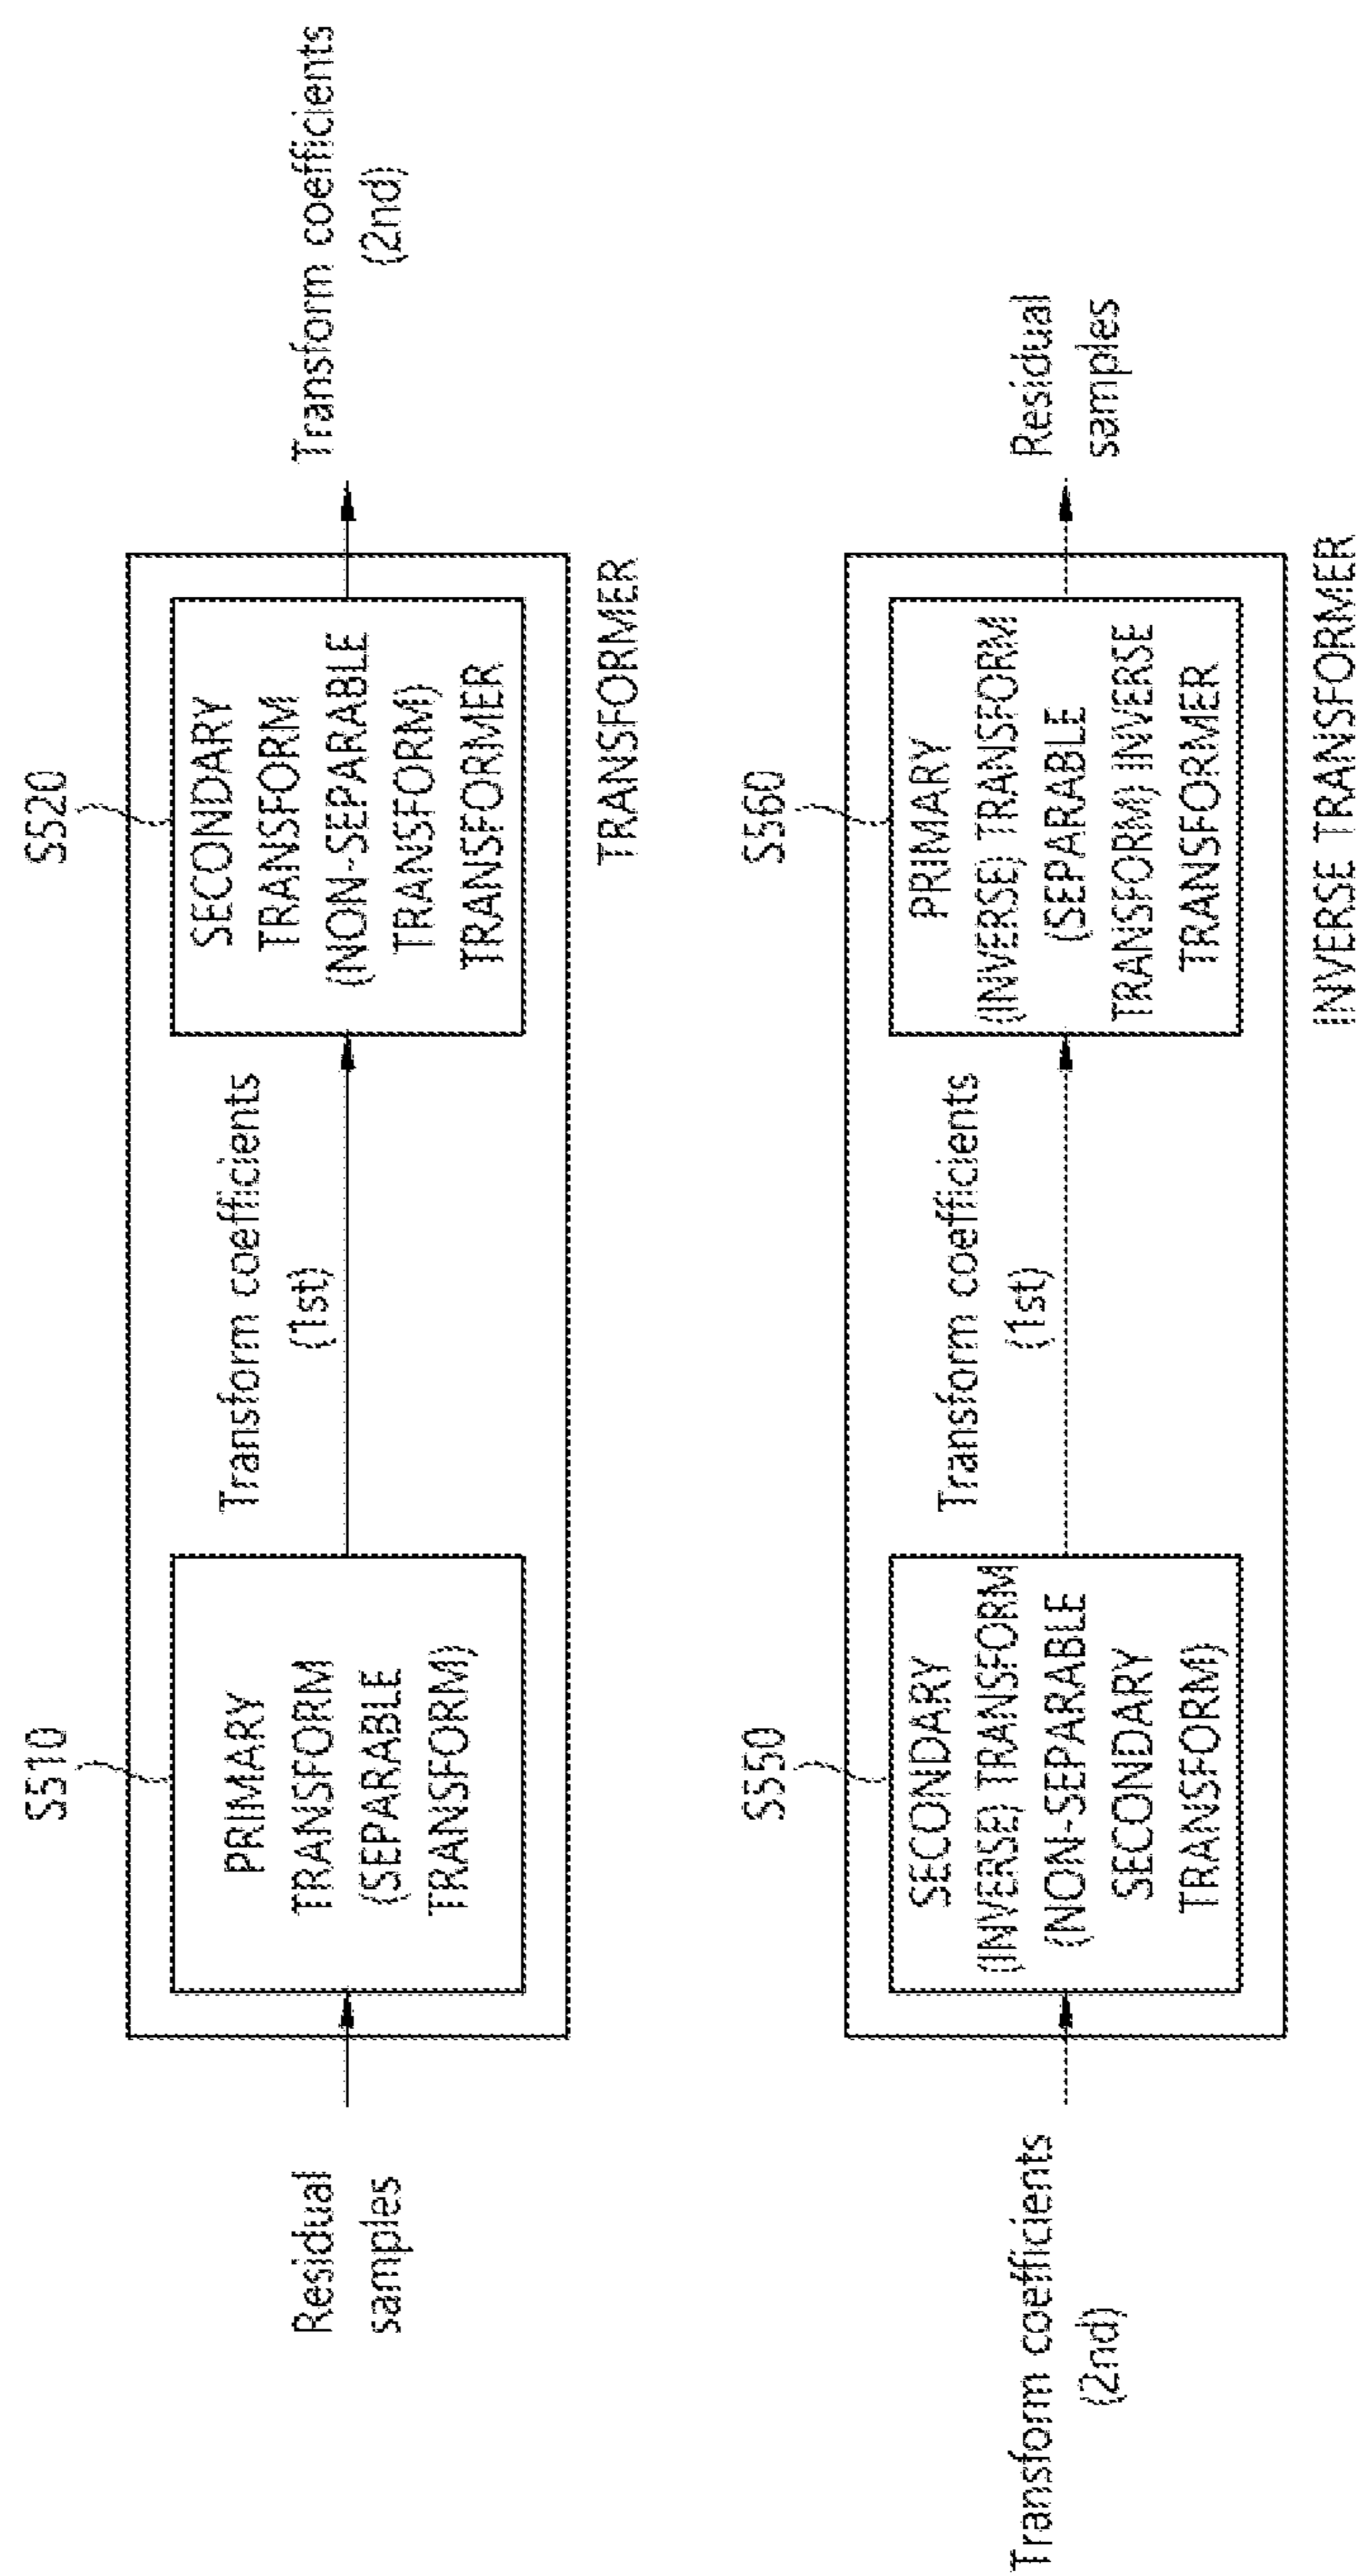 S510
S520
Residual
samples
PRIMARY
TRANSFORM
(SEPARABLE
TRANSFORM)
Transform coefficients
(1st)
SECONDARY
TRANSFORM
(NON-SEPARABLE
TRANSFORM)
TRANSFORMER
Transform coefficients
(2nd)
TRANSFORMER
S550
S560
Transform coefficients
(2nd)
SECONDARY
(INVERSE) TRANSFORM
(NON-SEPARABLE
SECONDARY
TRANSFORM)
Transform coefficients
(1st)
PRIMARY
(INVERSE) TRANSFORM
(SEPARABLE
TRANSFORM) INVERSE
TRANSFORMER
Residual
samples
INVERSE TRANSFORMER